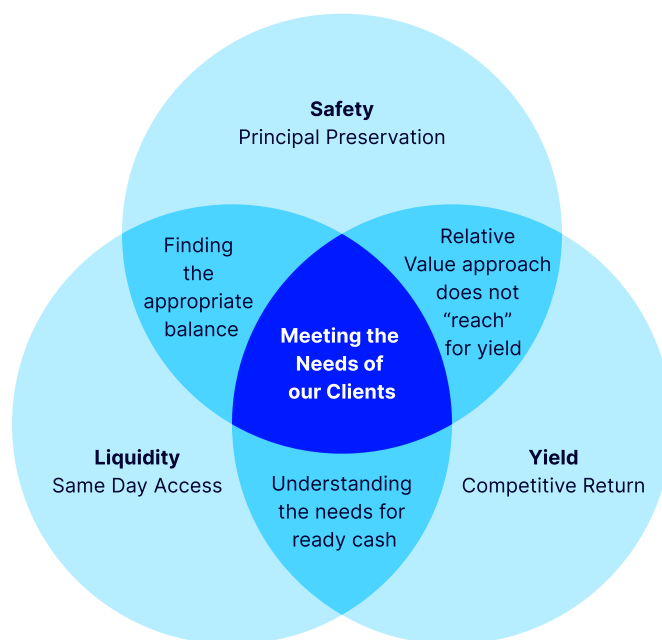 Safety
Principal Preservation
Finding
the
appropriate
balance
Relative
Value approach
does not
“reach”
for yield
Meeting the
Needs of
our Clients
Liquidity
Same Day Access
Yield
Competitive Return
Understanding
the needs for
ready cash